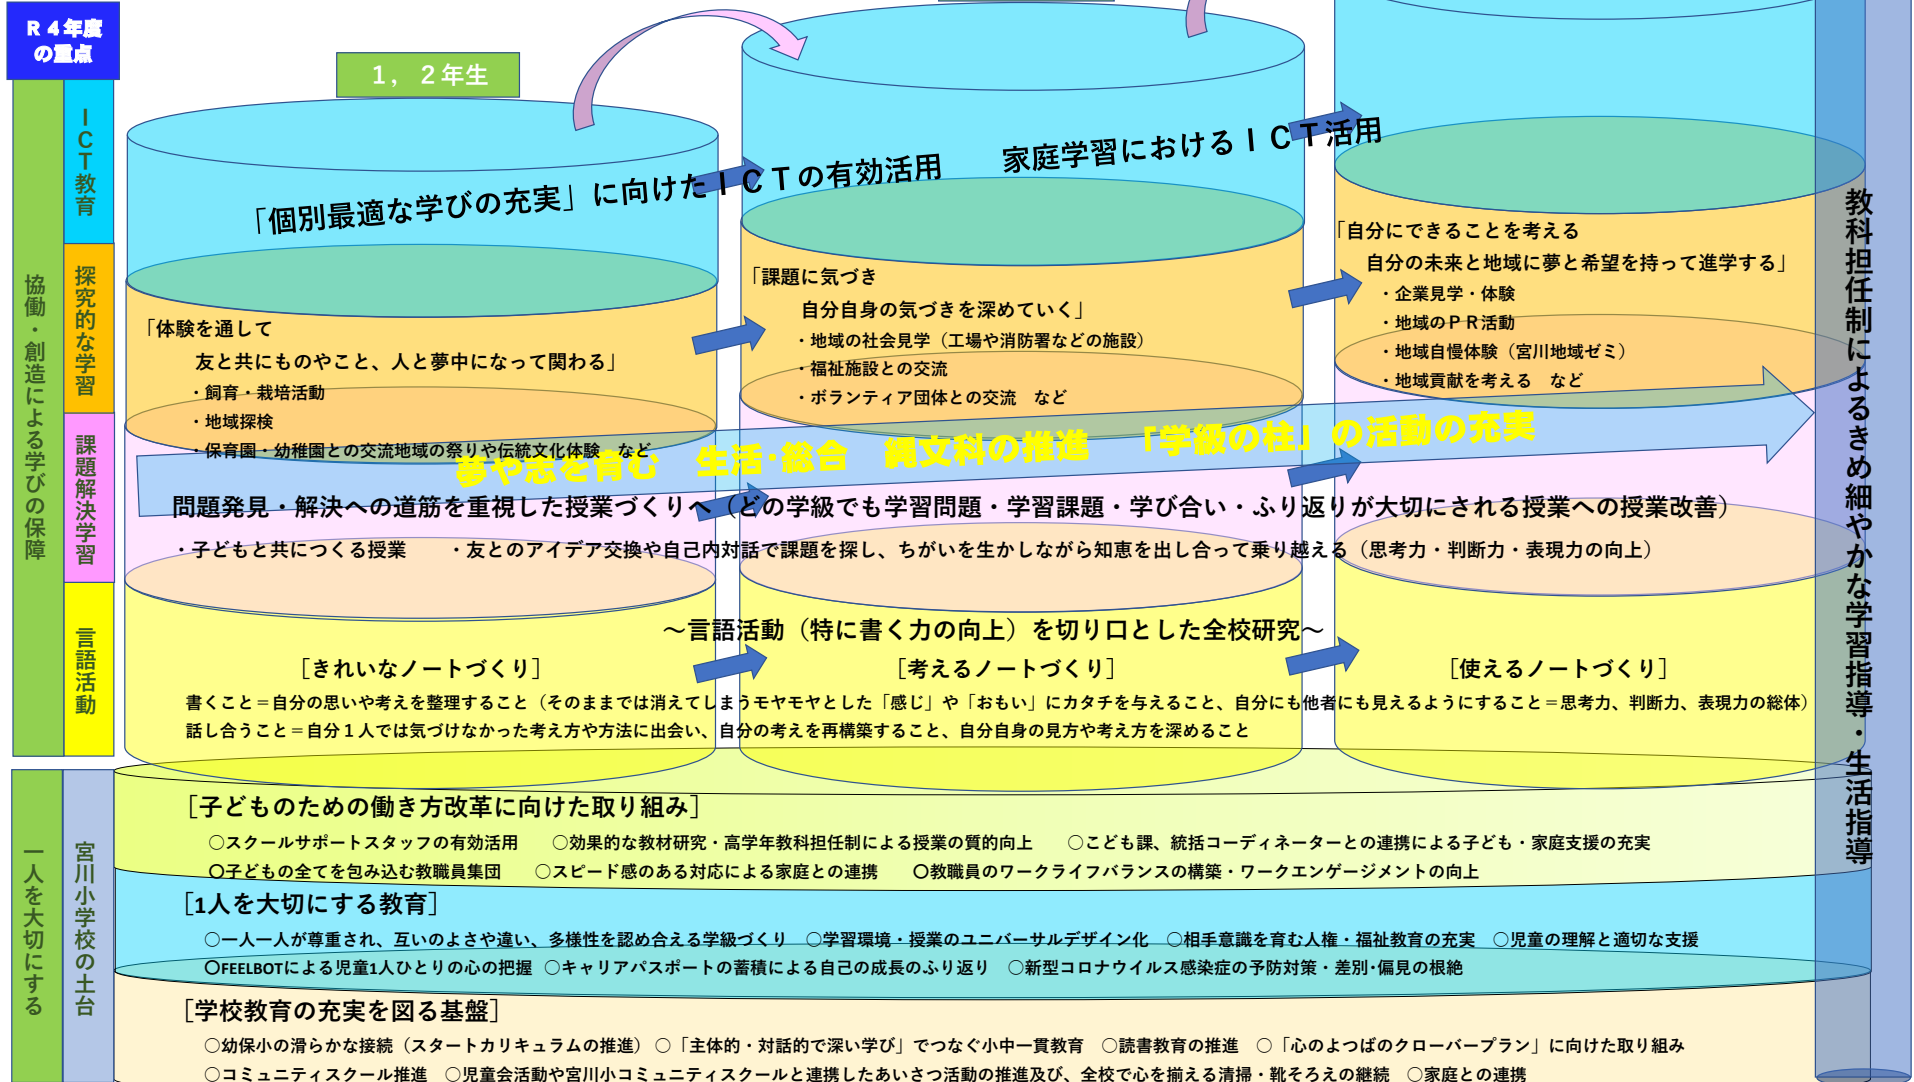 R４年度
の重点
１，２年生
ＩＣＴ教育
探究的な学習
課題解決学習
言語活動
協働・創造による学びの保障
「個別最適な学びの充実」に向けたＩＣＴの有効活用　家庭学習におけるＩＣＴ活用
「体験を通して
友と共にものやこと、人と夢中になって関わる」
・飼育・栽培活動
・地域探検
・保育園・幼稚園との交流地域の祭りや伝統文化体験　など
「課題に気づき
自分自身の気づきを深めていく」
・地域の社会見学（工場や消防署などの施設）
・福祉施設との交流
・ボランティア団体との交流　など
「自分にできることを考える
自分の未来と地域に夢と希望を持って進学する」
・企業見学・体験
・地域のＰＲ活動
・地域自慢体験（宮川地域ゼミ）
・地域貢献を考える　など
夢や志を育む　生活･総合　縄文科の推進　「学級の柱」の活動の充実
問題発見・解決への道筋を重視した授業づくりへ（どの学級でも学習問題・学習課題・学び合い・ふり返りが大切にされる授業への授業改善）
・子どもと共につくる授業　　・友とのアイデア交換や自己内対話で課題を探し、ちがいを生かしながら知恵を出し合って乗り越える（思考力・判断力・表現力の向上）
～言語活動（特に書く力の向上）を切り口とした全校研究～
［きれいなノートづくり］　［考えるノートづくり］　［使えるノートづくり］
書くこと＝自分の思いや考えを整理すること（そのままでは消えてしまうモヤモヤとした「感じ」や「おもい」にカタチを与えること、自分にも他者にも見えるようにすること＝思考力、判断力、表現力の総体）
話し合うこと＝自分１人では気づけなかった考え方や方法に出会い、自分の考えを再構築すること、自分自身の見方や考え方を深めること
教科担任制によるきめ細やかな学習指導・生活指導
一人を大切にする
宮川小学校の土台
［子どものための働き方改革に向けた取り組み］
○スクールサポートスタッフの有効活用　○効果的な教材研究・高学年教科担任制による授業の質的向上　○こども課、統括コーディネーターとの連携による子ども・家庭支援の充実
○子どもの全てを包み込む教職員集団　○スピード感のある対応による家庭との連携　○教職員のワークライフバランスの構築・ワークエンゲージメントの向上
［1人を大切にする教育］
○一人一人が尊重され、互いのよさや違い、多様性を認め合える学級づくり　○学習環境・授業のユニバーサルデザイン化　○相手意識を育む人権・福祉教育の充実　○児童の理解と適切な支援
○FEELBOTによる児童1人ひとりの心の把握　○キャリアパスポートの蓄積による自己の成長のふり返り　○新型コロナウイルス感染症の予防対策・差別･偏見の根絶
［学校教育の充実を図る基盤］
○幼保小の滑らかな接続（スタートカリキュラムの推進）○「主体的・対話的で深い学び」でつなぐ小中一貫教育　○読書教育の推進　○「心のよつばのクローバープラン」に向けた取り組み
○コミュニティスクール推進　○児童会活動や宮川小コミュニティスクールと連携したあいさつ活動の推進及び、全校で心を揃える清掃・靴そろえの継続　○家庭との連携